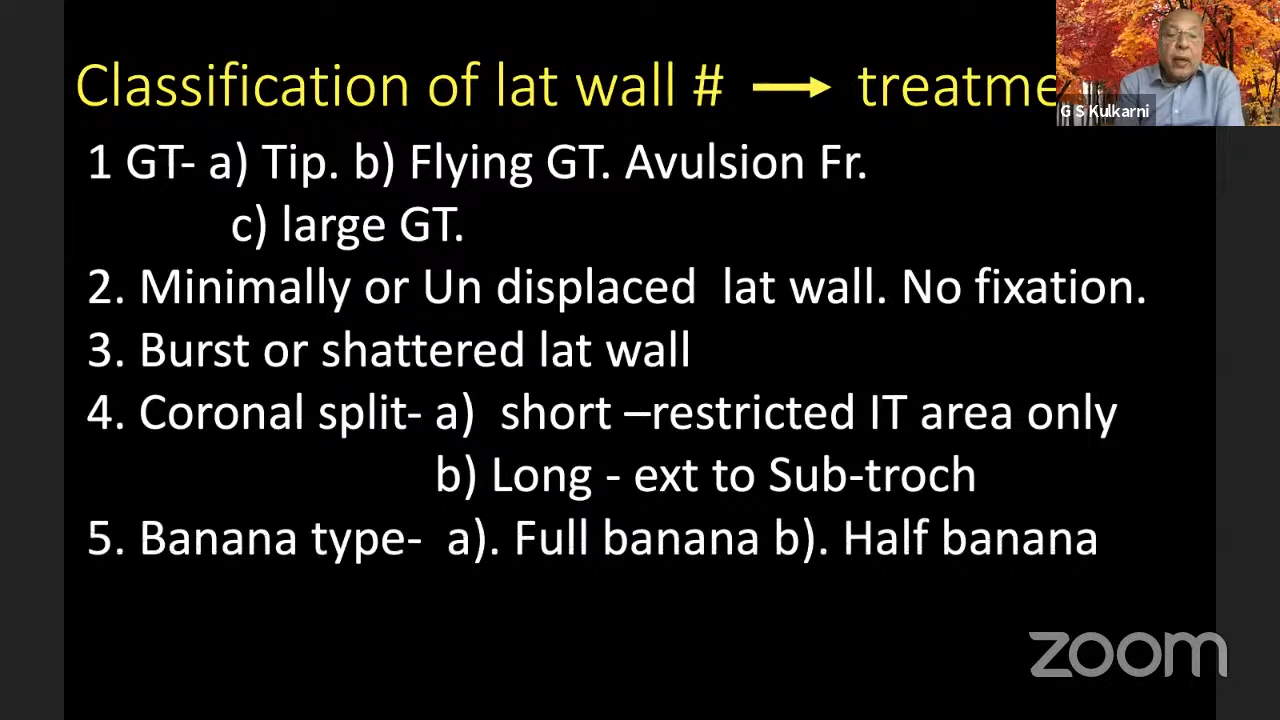 Classification of lat wall # → treatme
G S Kulkarni
1 GT- a) Tip. b) Flying GT. Avulsion Fr.
c) large GT.
2. Minimally or Un displaced lat wall. No fixation.
3. Burst or shattered lat wall
4. Coronal split- a) short –restricted IT area only
b) Long - ext to Sub-troch
5. Banana type- a). Full banana b). Half banana
zoom